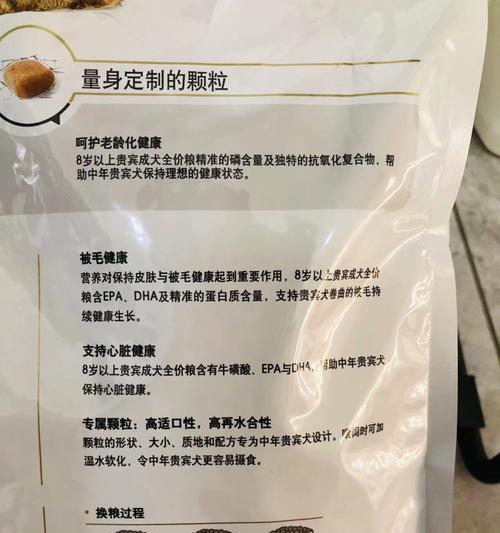 量身定制的颗粒
呵护老龄化健康
8岁以上贵宾成犬全价粮精准的磷含量及独特的抗氧化复合物，帮
助中年贵宾犬保持理想的健康状态。
被毛健康
营养对保持皮肤与被毛健康起到重要作用，8岁以上贵宾成犬全价
粮含EPA、DHA及精准的蛋白质含量，支持贵宾犬卷曲的被毛持
续健康生长。
支持心脏健康
8岁以上贵宾成犬全价粮含有牛磺酸、EPA与DHA，帮助中年贵宾犬
保持心脏健康。
专属颗粒：高适口性，高再水合性
颗粒的形状、大小、质地和配方专为中年贵宾犬设计。喂饲时可加
温水软化，令中年贵宾犬更容易摄食。
* 换粮过程